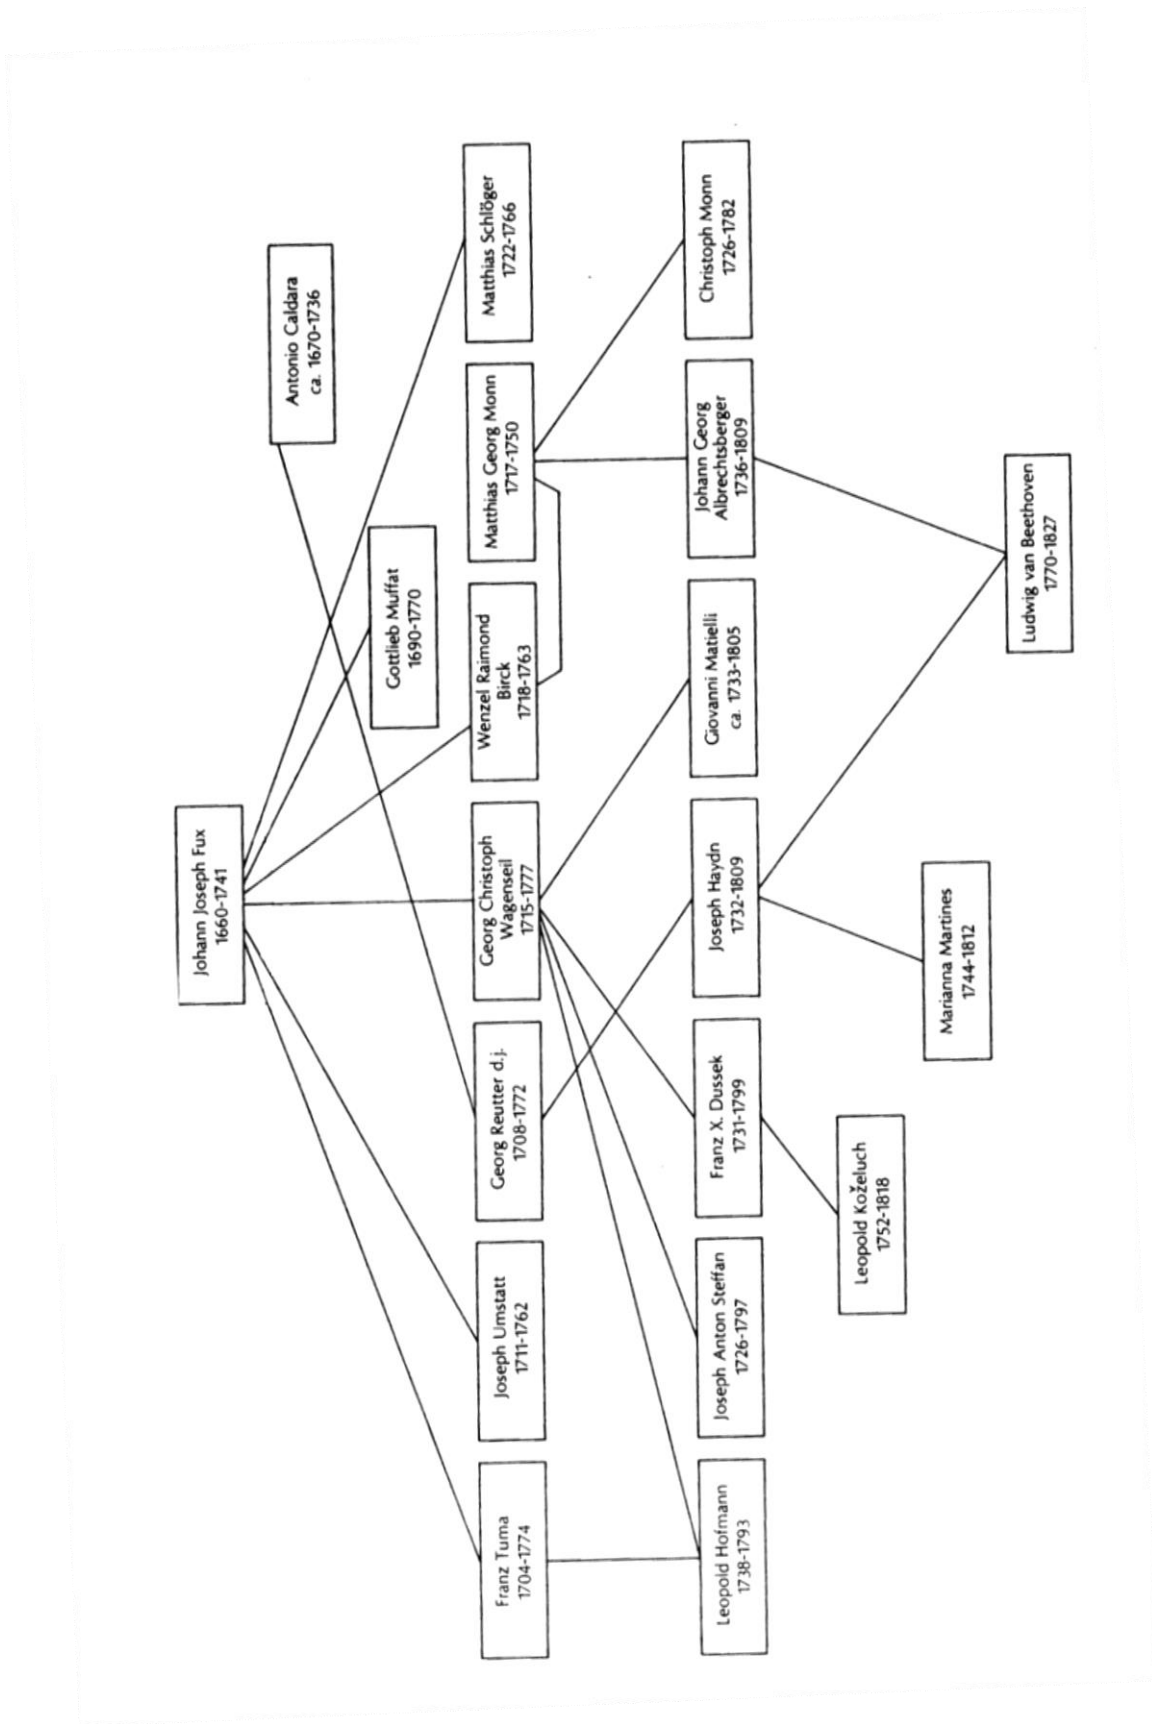 Johann Joseph Fux
1660-1741
Antonio Caldara
ca. 1670-1736
Gottlieb Muffat
1690-1770
Franz Tuma
1704-1774
Joseph Umstatt
1711-1762
Georg Reutter d.j.
1708-1772
Georg Christoph
Wagenseil
1715-1777
Wenzel Raimond
Birck
1718-1763
Matthias Georg Monn
1717-1750
Matthias Schlöger
1722-1766
Leopold Hofmann
1738-1793
Joseph Anton Steffan
1726-1797
Franz X. Dussek
1731-1799
Joseph Haydn
1732-1809
Giovanni Matielli
ca. 1733-1805
Johann Georg
Albrechtsberger
1736-1809
Christoph Monn
1726-1782
Leopold Koželuch
1752-1818
Marianna Martines
1744-1812
Ludwig van Beethoven
1770-1827